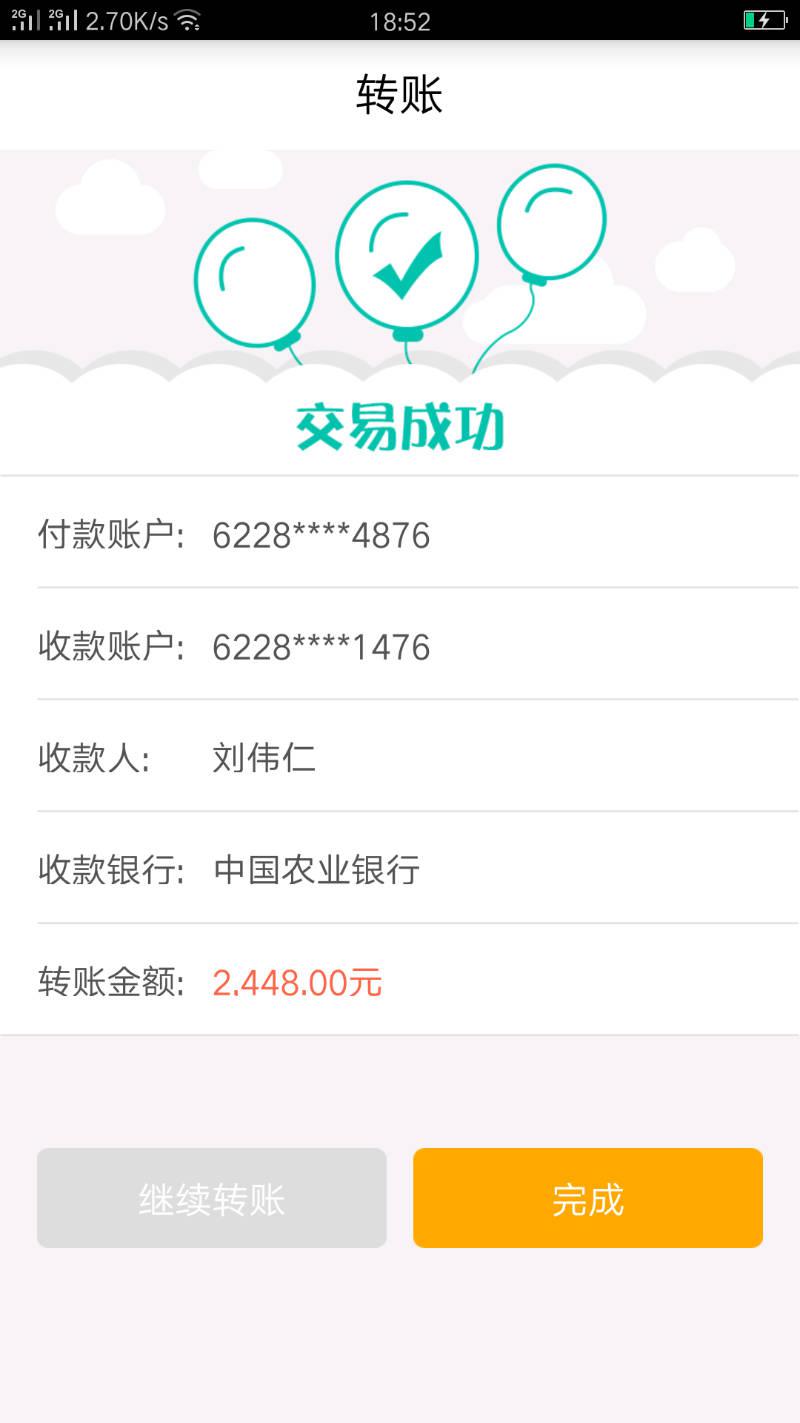 2G 2G 2.70K/s 18:52
转账
交易成功
付款账户: 6228****4876
收款账户: 6228****1476
收款人: 刘伟仁
收款银行: 中国农业银行
转账金额: 2,448.00元
继续转账 完成